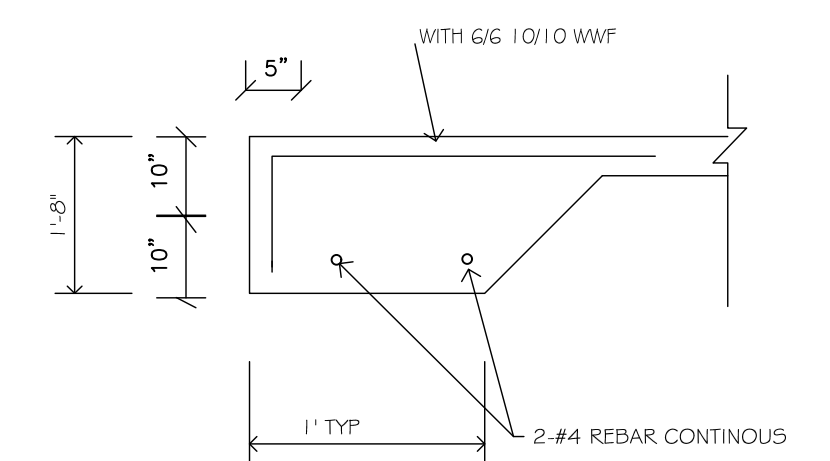 WITH 6/6 10/10 WWF
5"
10"
1'-8"
10"
1' TYP
2-#4 REBAR CONTINOUS